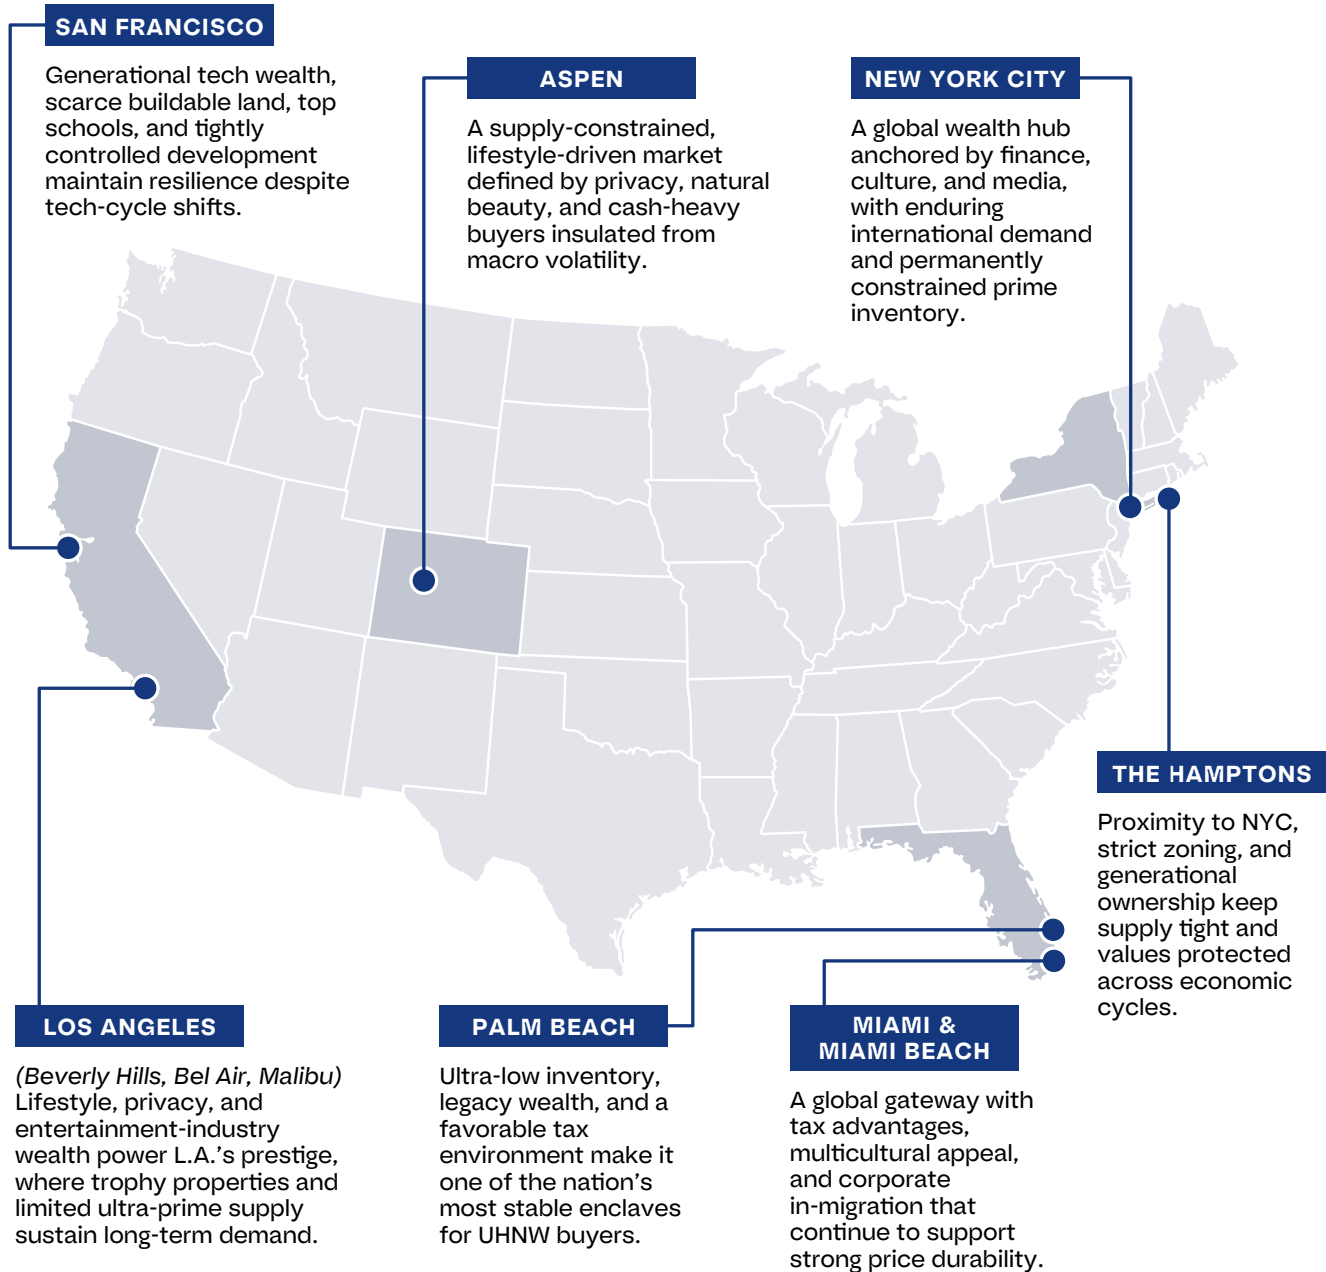 SAN FRANCISCO
Generational tech wealth,
scarce buildable land, top
schools, and tightly
controlled development
maintain resilience despite
tech-cycle shifts.
ASPEN
A supply-constrained,
lifestyle-driven market
defined by privacy, natural
beauty, and cash-heavy
buyers insulated from
macro volatility.
NEW YORK CITY
A global wealth hub
anchored by finance,
culture, and media,
with enduring
international demand
and permanently
constrained prime
inventory.
THE HAMPTONS
Proximity to NYC,
strict zoning, and
generational
ownership keep
supply tight and
values protected
across economic
cycles.
LOS ANGELES
(Beverly Hills, Bel Air, Malibu)
Lifestyle, privacy, and
entertainment-industry
wealth power L.A.’s prestige,
where trophy properties and
limited ultra-prime supply
sustain long-term demand.
PALM BEACH
Ultra-low inventory,
legacy wealth, and a
favorable tax
environment make it
one of the nation’s
most stable enclaves
for UHNW buyers.
MIAMI &
MIAMI BEACH
A global gateway with
tax advantages,
multicultural appeal,
and corporate
in-migration that
continue to support
strong price durability.